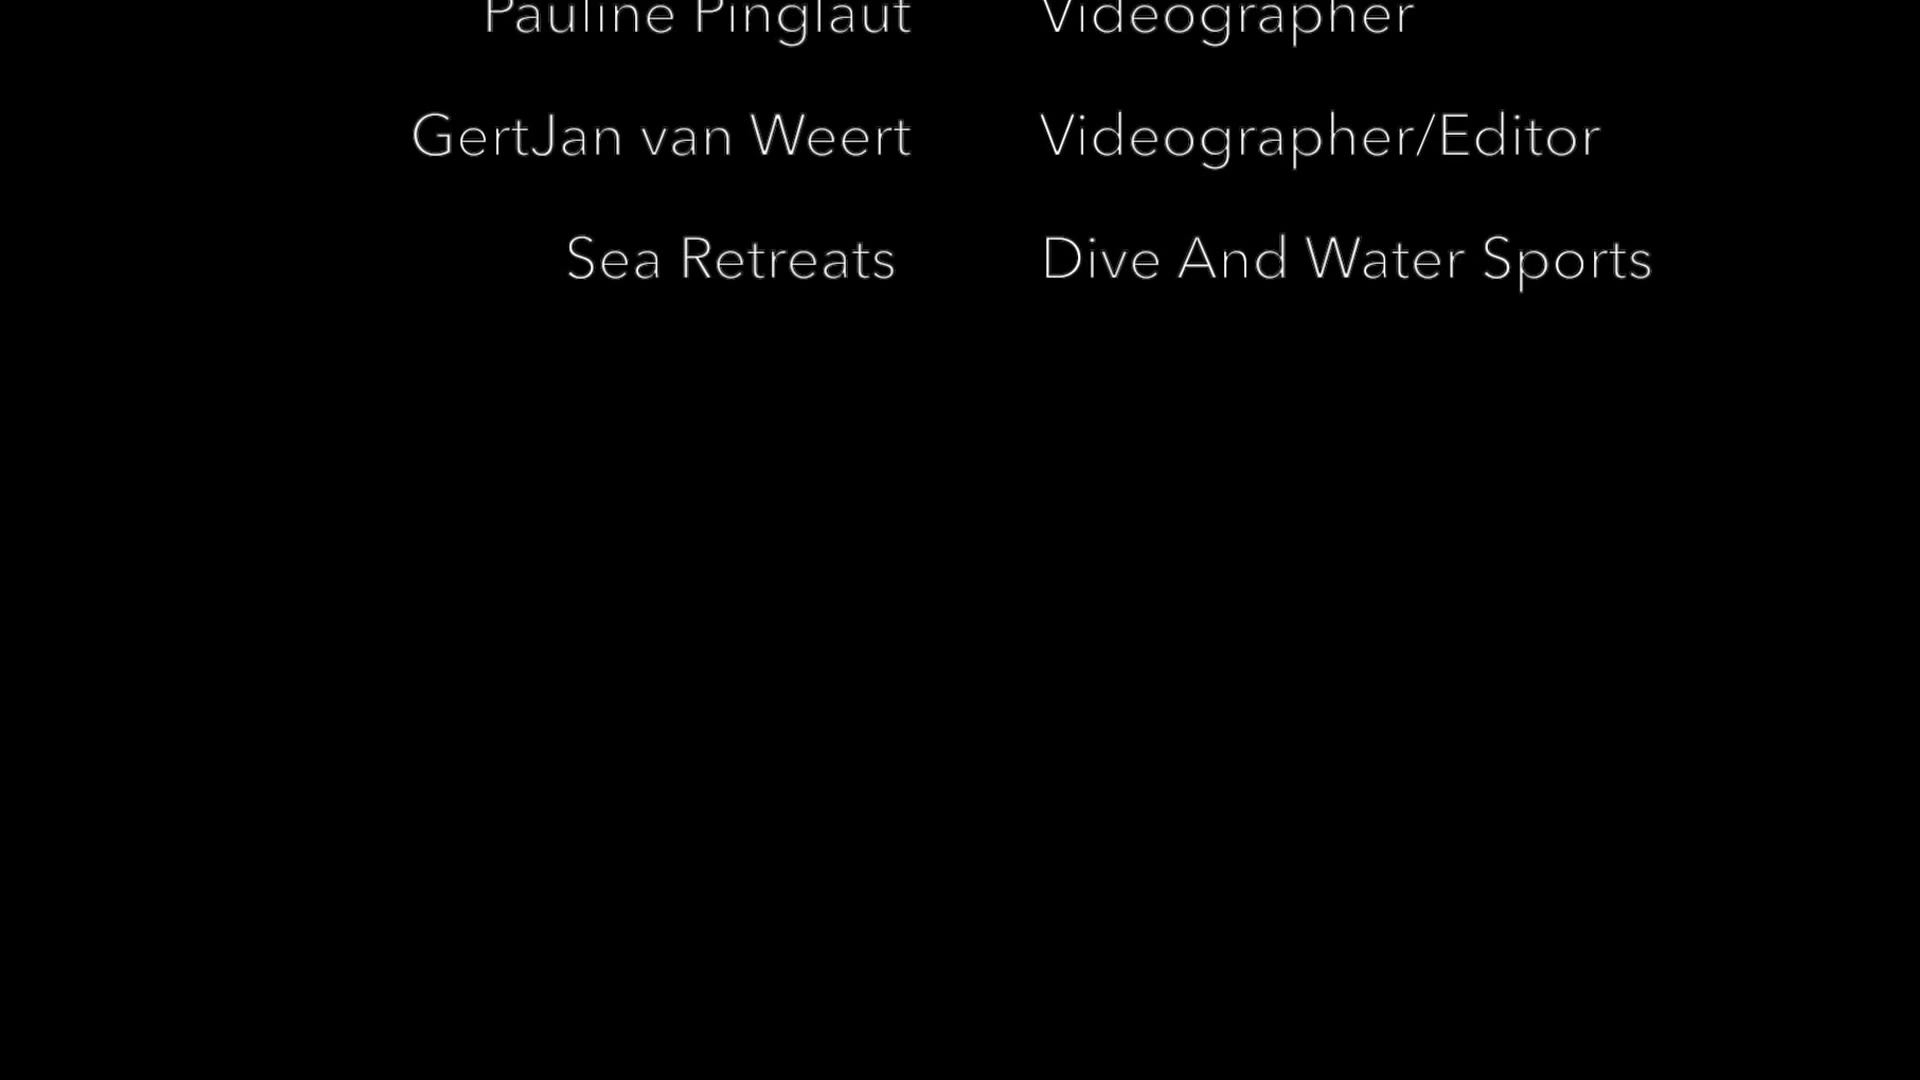 Pauline Pinglaut Videographer
GertJan van Weert Videographer/Editor
Sea Retreats Dive And Water Sports